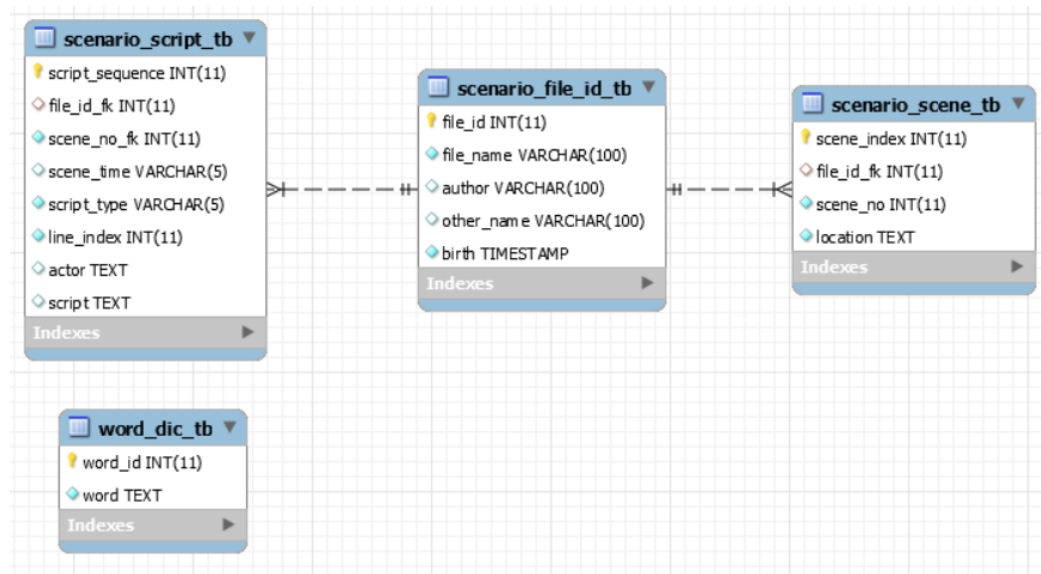 scenario_script_tb
script_sequence INT(11)
file_id_fk INT(11)
scene_no_fk INT(11)
scene_time VARCHAR(5)
script_type VARCHAR(5)
line_index INT(11)
actor TEXT
script TEXT
Indexes
scenario_file_id_tb
file_id INT(11)
file_name VARCHAR(100)
author VARCHAR(100)
other_name VARCHAR(100)
birth TIMESTAMP
Indexes
scenario_scene_tb
scene_index INT(11)
file_id_fk INT(11)
scene_no INT(11)
location TEXT
Indexes
word_dic_tb
word_id INT(11)
word TEXT
Indexes